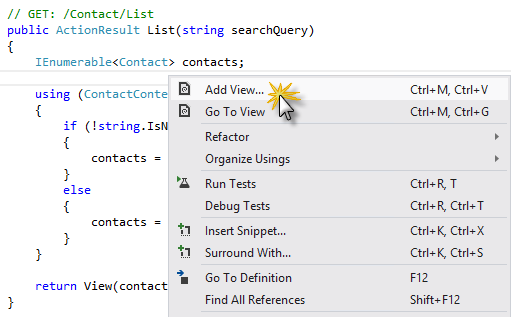 // GET: /Contact/List
public ActionResult List(string searchQuery)
{
IEnumerable<Contact> contacts;
using (ContactConte
{
if (!string.IsN
{
contacts =
}
else
{
contacts =
}
}
return View(contact
}
Add View... Ctrl+M, Ctrl+V
Go To View Ctrl+M, Ctrl+G
Refactor
Organize Usings
Run Tests Ctrl+R, T
Debug Tests Ctrl+R, Ctrl+T
Insert Snippet... Ctrl+K, Ctrl+X
Surround With... Ctrl+K, Ctrl+S
Go To Definition F12
Find All References Shift+F12